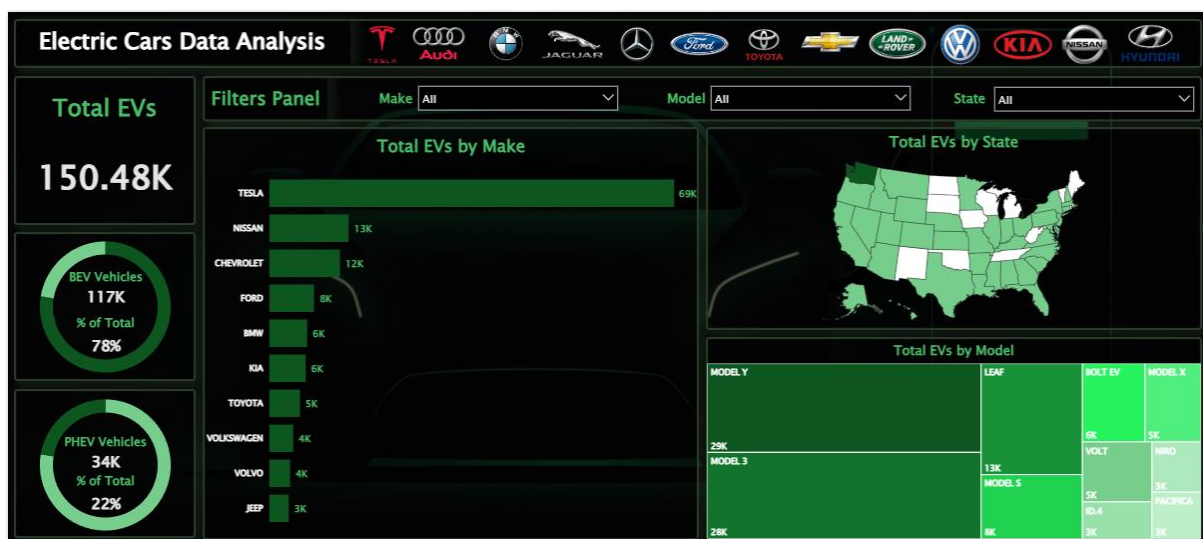 Electric Cars Data Analysis
TESLA
Audi
BMW
JAGUAR
Ford
TOYOTA
LAND-
-ROVER
KIA
NISSAN
HYUNDAI
Total EVs
150.48K
Filters Panel
Make All
Model All
State All
BEV Vehicles
117K
% of Total
78%
PHEV Vehicles
34K
% of Total
22%
Total EVs by Make
TESLA 69K
NISSAN 13K
CHEVROLET 12K
FORD 8K
BMW 6K
KIA 6K
TOYOTA 5K
VOLKSWAGEN 4K
VOLVO 4K
JEEP 3K
Total EVs by State
Total EVs by Model
MODEL Y
29K
MODEL 3
28K
LEAF
13K
MODEL S
8K
BOLT EV
6K
MODEL X
5K
VOLT
5K
NIRO
3K
ID.4
3K
PACIFICA
3K